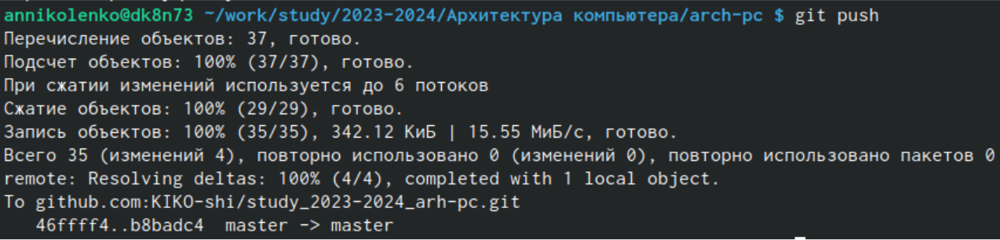 annikolenko@dk8n73 ~/work/study/2023-2024/Архитектура компьютера/arch-pc $ git push
Перечисление объектов: 37, готово.
Подсчет объектов: 100% (37/37), готово.
При сжатии изменений используется до 6 потоков
Сжатие объектов: 100% (29/29), готово.
Запись объектов: 100% (35/35), 342.12 КиБ | 15.55 МиБ/с, готово.
Всего 35 (изменений 4), повторно использовано 0 (изменений 0), повторно использовано пакетов 0
remote: Resolving deltas: 100% (4/4), completed with 1 local object.
To github.com:KIKO-shi/study_2023-2024_arh-pc.git
   46ffff4..b8badc4  master -> master